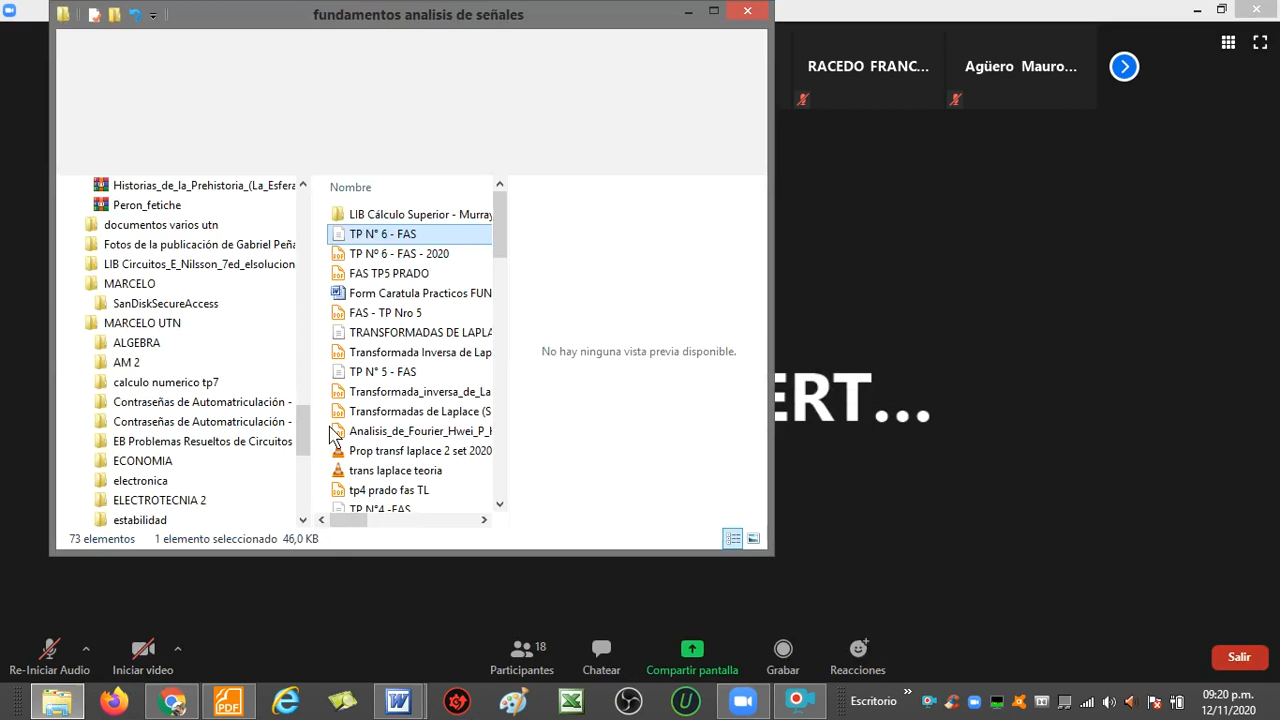 fundamentos analisis de señales
RACEDO FRANC...
Agüero Mauro...
Historias_de_la_Prehistoria_(La_Esfera
Peron_fetiche
documentos varios utn
Fotos de la publicación de Gabriel Peña
LIB Circuitos_E_Nilsson_7ed_elsolucion
MARCELO
SanDiskSecureAccess
MARCELO UTN
ALGEBRA
AM 2
calculo numerico tp7
Contraseñas de Automatriculación -
Contraseñas de Automatriculación -
EB Problemas Resueltos de Circuitos
ECONOMIA
electronica
ELECTROTECNIA 2
estabilidad
Nombre
LIB Cálculo Superior - Murray
TP N° 6 - FAS
TP Nº 6 - FAS - 2020
FAS TP5 PRADO
Form Caratula Practicos FUN
FAS - TP Nro 5
TRANSFORMADAS DE LAPLA
Transformada Inversa de Lap
TP N° 5 - FAS
Transformada_inversa_de_La
Transformadas de Laplace (S
Analisis_de_Fourier_Hwei_P_H
Prop transf laplace 2 set 2020
trans laplace teoria
tp4 prado fas TL
TP N°4 -FAS
No hay ninguna vista previa disponible.
ERT...
73 elementos 1 elemento seleccionado 46,0 KB
18
Re-Iniciar Audio
Iniciar video
Participantes
Chatear
Compartir pantalla
Grabar
Reacciones
Salir
Escritorio
09:20 p.m.
12/11/2020